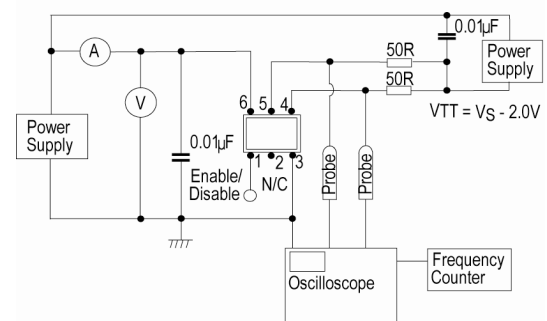 0.01µF
A
50R
Power
Supply
50R
V
6 5 4
VTT = VS - 2.0V
Power
Supply
0.01µF
1 2 3
Enable/
Disable
N/C
Probe
Probe
Frequency
Counter
Oscilloscope